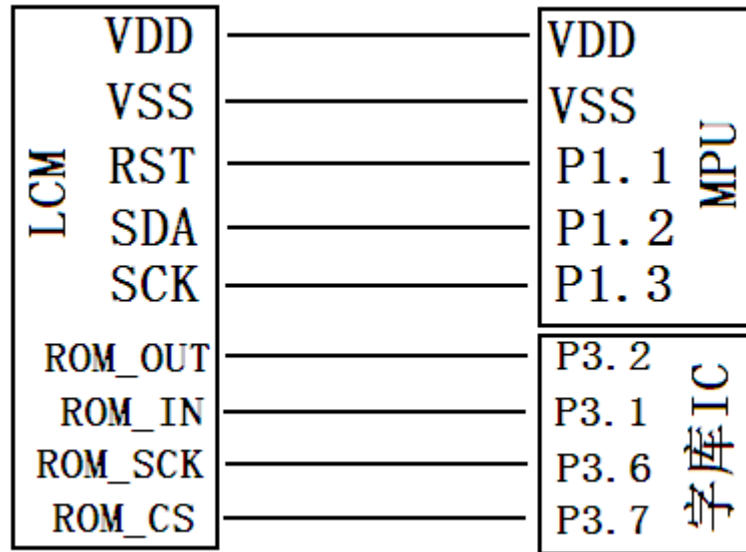 VDD VDD
VSS VSS
RST P1.1
SDA P1.2
SCK P1.3
LCM
MPU
ROM_OUT P3.2
ROM_IN P3.1
ROM_SCK P3.6
ROM_CS P3.7
字库IC